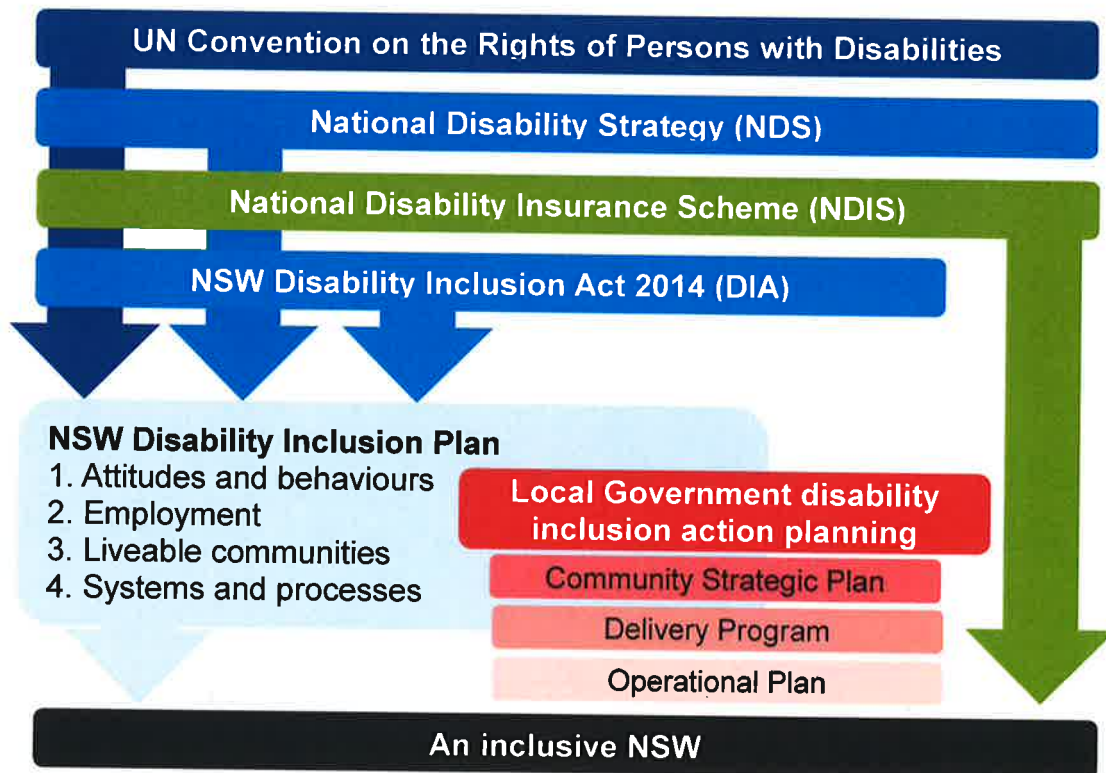 UN Convention on the Rights of Persons with Disabilities
National Disability Strategy (NDS)
National Disability Insurance Scheme (NDIS)
NSW Disability Inclusion Act 2014 (DIA)
NSW Disability Inclusion Plan
1. Attitudes and behaviours
2. Employment
3. Liveable communities
4. Systems and processes
Local Government disability
inclusion action planning
Community Strategic Plan
Delivery Program
Operational Plan
An inclusive NSW